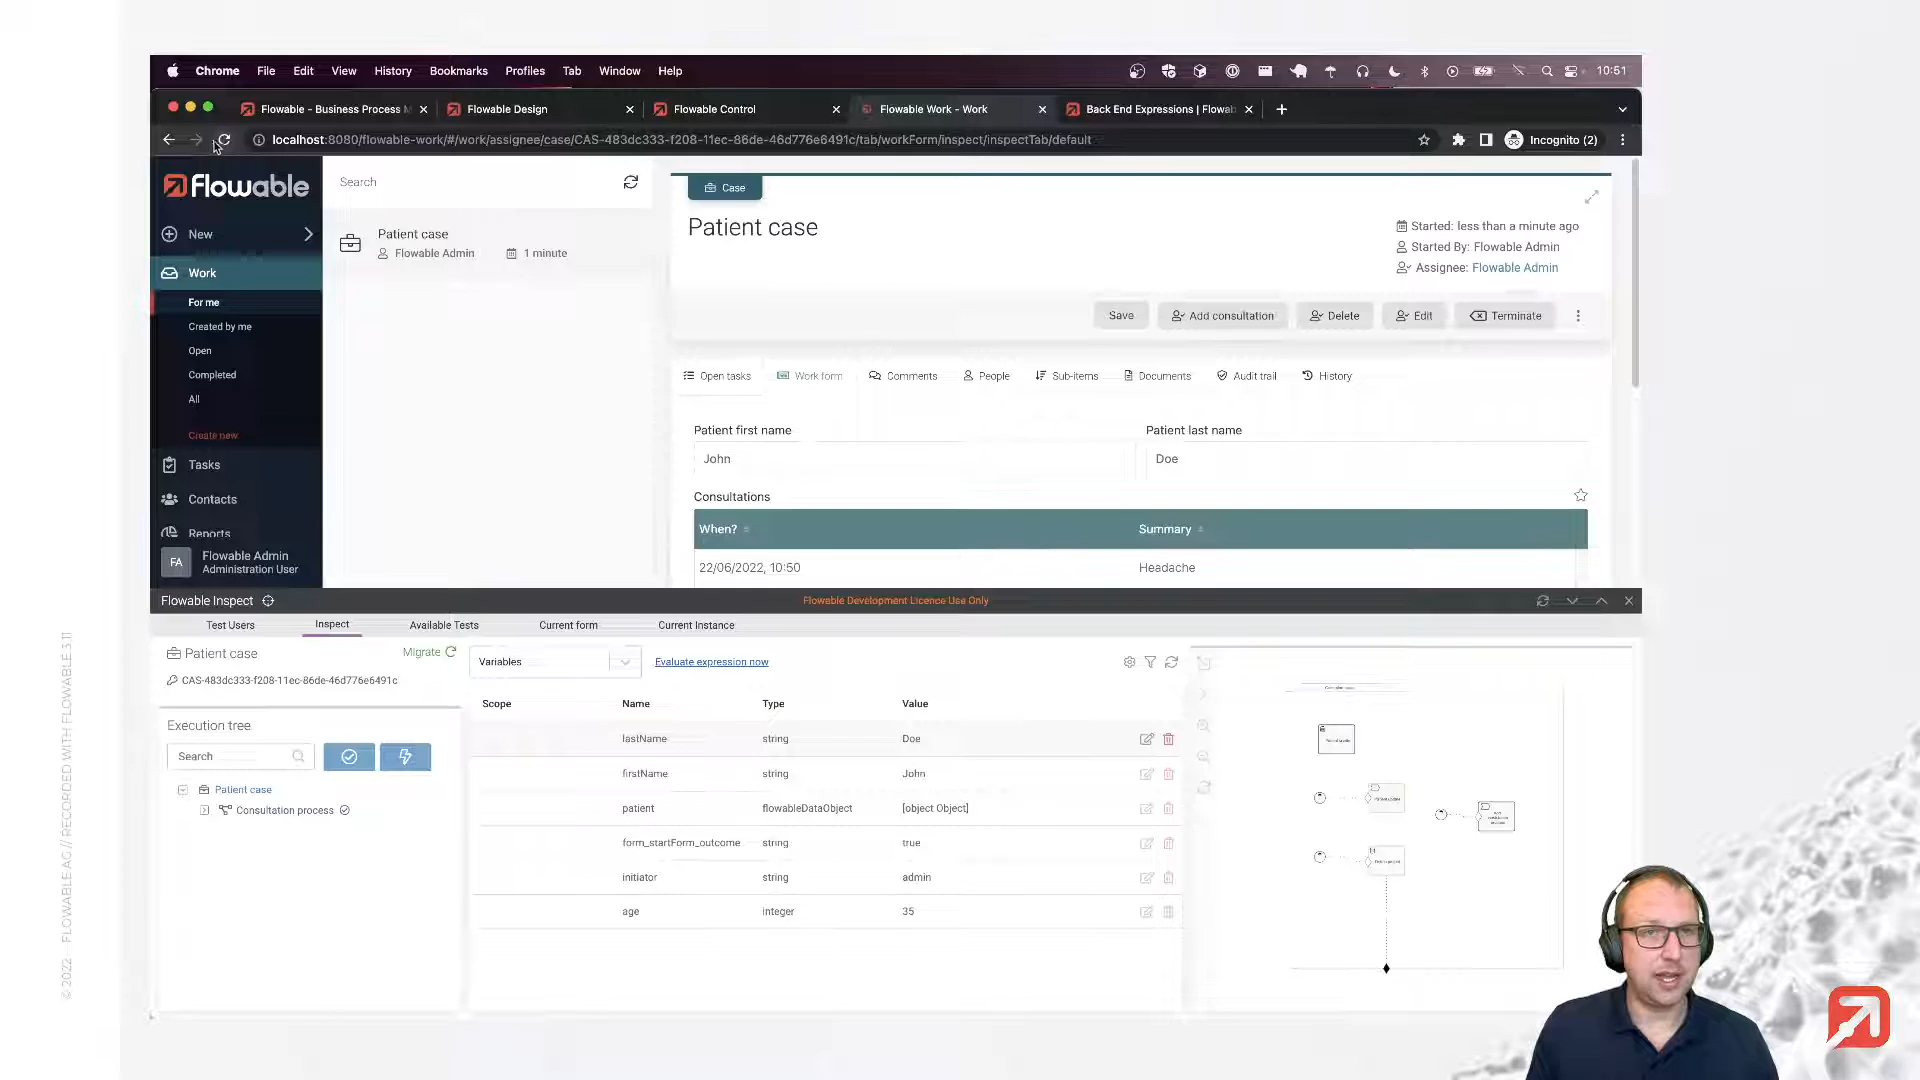 Chrome File Edit View History Bookmarks Profiles Tab Window Help 10:51
Flowable - Business Process M
Flowable Design
Flowable Control
Flowable Work - Work
Back End Expressions | Flowab
localhost:8080/flowable-work/#/work/assignee/case/CAS-483dc333-f208-11ec-86de-46d776e6491c/tab/workForm/inspect/inspectTab/default
Incognito (2)
Flowable
New
Work
For me
Created by me
Open
Completed
All
Create new
Tasks
Contacts
Reports
FA
Flowable Admin
Administration User
Search
Patient case
Flowable Admin 1 minute
Case
Patient case
Started: less than a minute ago
Started By: Flowable Admin
Assignee: Flowable Admin
Save Add consultation Delete Edit Terminate
Open tasks Work form Comments People Sub-items Documents Audit trail History
Patient first name Patient last name
John Doe
Consultations
When? Summary
22/06/2022, 10:50 Headache
Flowable Inspect
Flowable Development Licence Use Only
Test Users Inspect Available Tests Current form Current Instance
Patient case Migrate
CAS-483dc333-f208-11ec-86de-46d776e6491c
Execution tree
Search
Patient case
Consultation process
Variables Evaluate expression now
Scope Name Type Value
lastName string Doe
firstName string John
patient flowableDataObject [object Object]
form_startForm_outcome string true
initiator string admin
age integer 35
© 2022 - FLOWABLE AG // RECORDED WITH FLOWABLE 3.11